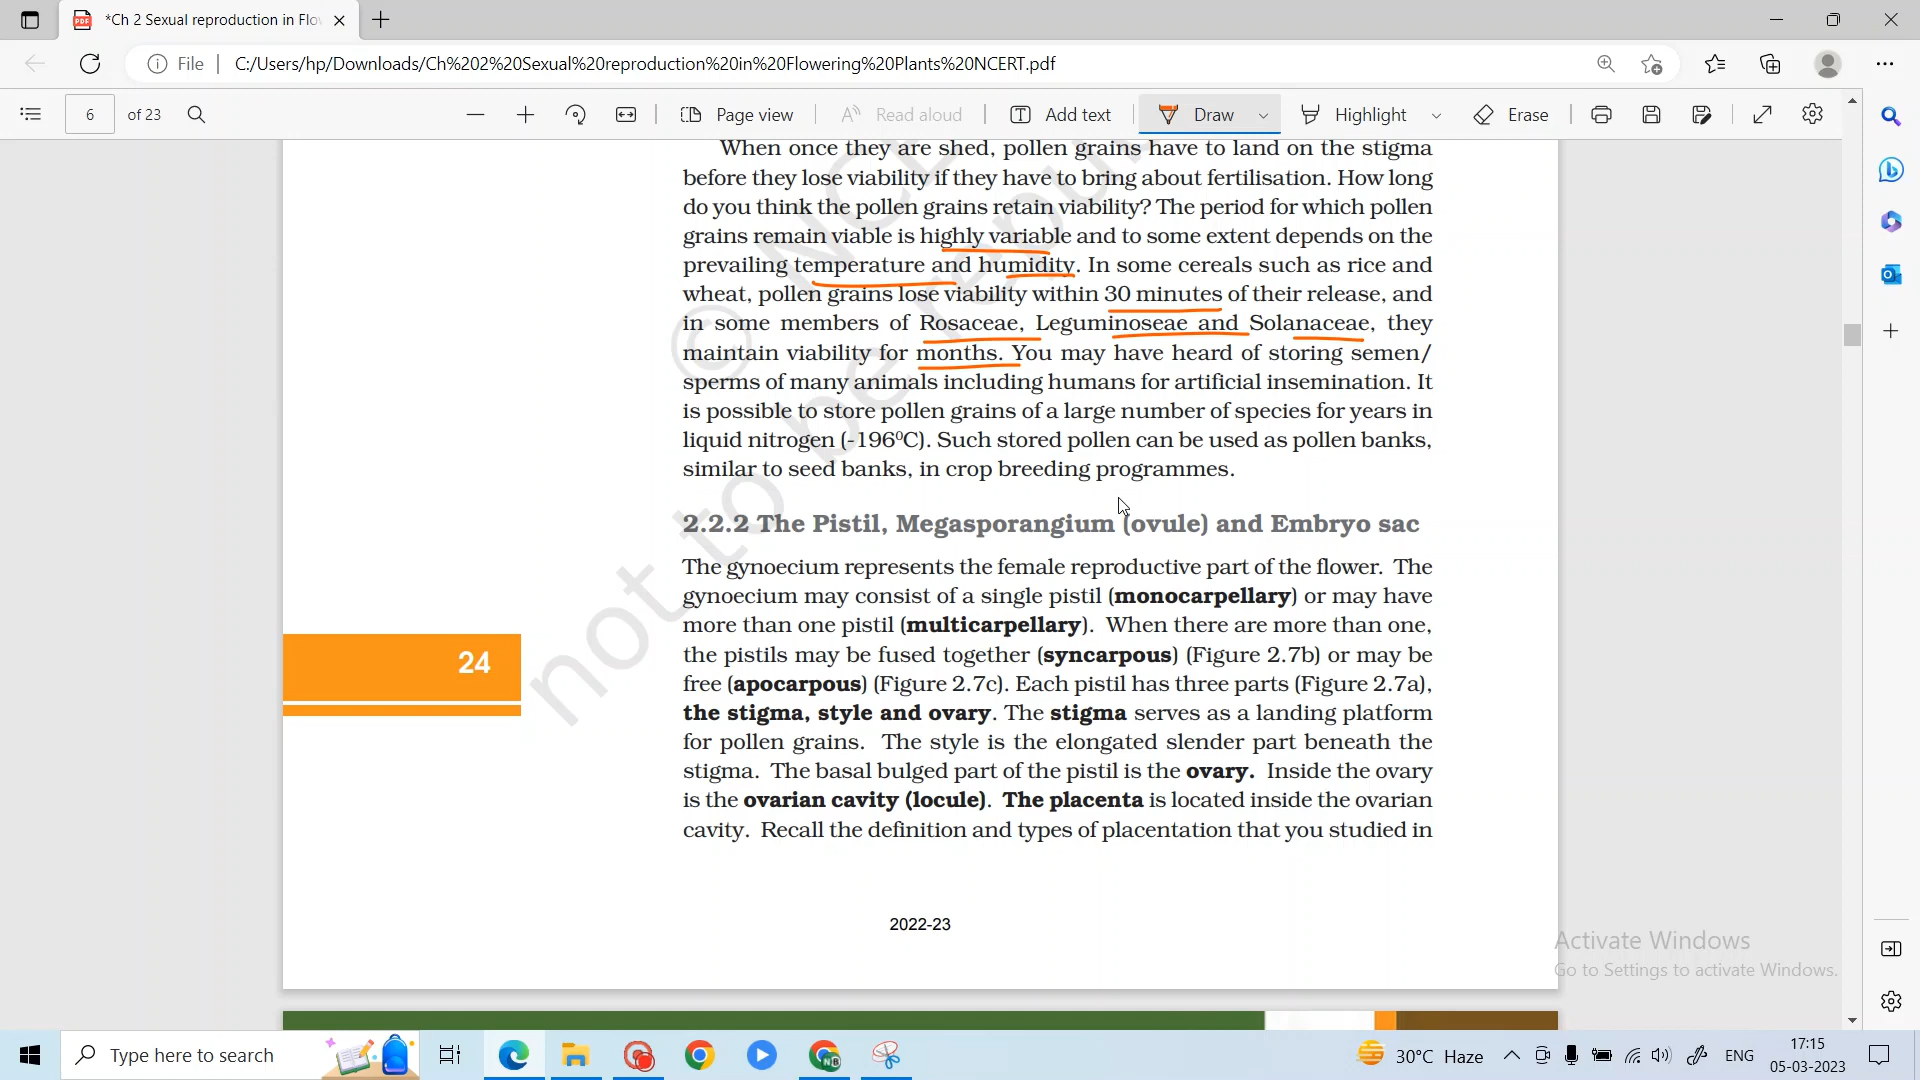 *Ch 2 Sexual reproduction in Flo
File
C:/Users/hp/Downloads/Ch%202%20Sexual%20reproduction%20in%20Flowering%20Plants%20NCERT.pdf
6 of 23
Page view
Read aloud
Add text
Draw
Highlight
Erase
When once they are shed, pollen grains have to land on the stigma
before they lose viability if they have to bring about fertilisation. How long
do you think the pollen grains retain viability? The period for which pollen
grains remain viable is highly variable and to some extent depends on the
prevailing temperature and humidity. In some cereals such as rice and
wheat, pollen grains lose viability within 30 minutes of their release, and
in some members of Rosaceae, Leguminoseae and Solanaceae, they
maintain viability for months. You may have heard of storing semen/
sperms of many animals including humans for artificial insemination. It
is possible to store pollen grains of a large number of species for years in
liquid nitrogen (-196⁰C). Such stored pollen can be used as pollen banks,
similar to seed banks, in crop breeding programmes.
2.2.2 The Pistil, Megasporangium (ovule) and Embryo sac
The gynoecium represents the female reproductive part of the flower. The
gynoecium may consist of a single pistil (monocarpellary) or may have
more than one pistil (multicarpellary). When there are more than one,
the pistils may be fused together (syncarpous) (Figure 2.7b) or may be
free (apocarpous) (Figure 2.7c). Each pistil has three parts (Figure 2.7a),
the stigma, style and ovary. The stigma serves as a landing platform
for pollen grains. The style is the elongated slender part beneath the
stigma. The basal bulged part of the pistil is the ovary. Inside the ovary
is the ovarian cavity (locule). The placenta is located inside the ovarian
cavity. Recall the definition and types of placentation that you studied in
24
2022-23
not to be repu
© NCE
Activate Windows
Go to Settings to activate Windows.
Type here to search
30°C Haze
ENG
17:15
05-03-2023